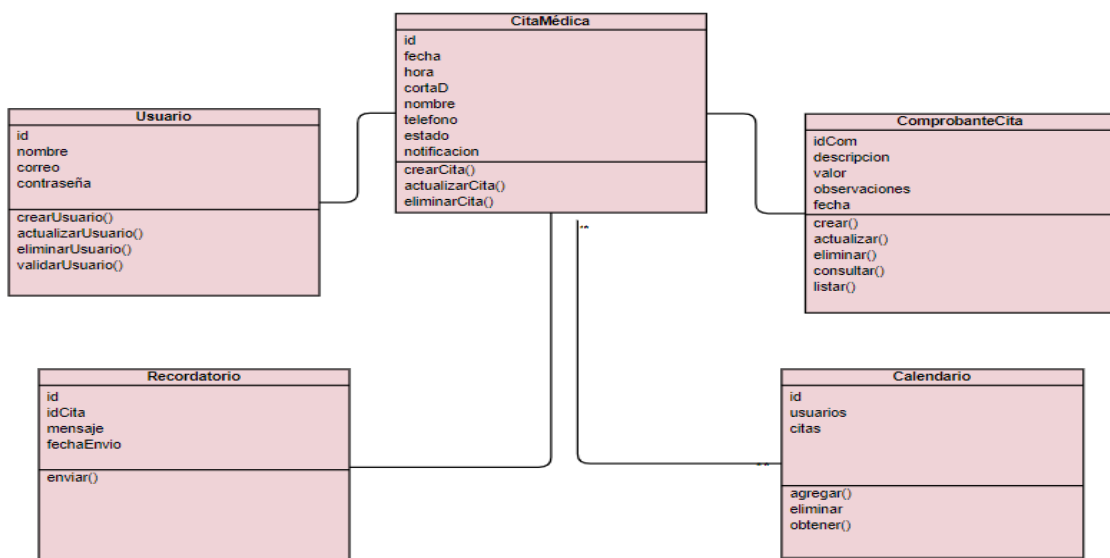 CitaMédica
id
fecha
hora
cortaD
nombre
telefono
estado
notificacion
crearCita()
actualizarCita()
eliminarCita()
Usuario
id
nombre
correo
contraseña
crearUsuario()
actualizarUsuario()
eliminarUsuario()
validarUsuario()
ComprobanteCita
idCom
descripcion
valor
observaciones
fecha
crear()
actualizar()
eliminar()
consultar()
listar()
Recordatorio
id
idCita
mensaje
fechaEnvio
enviar()
Calendario
id
usuarios
citas
agregar()
eliminar
obtener()